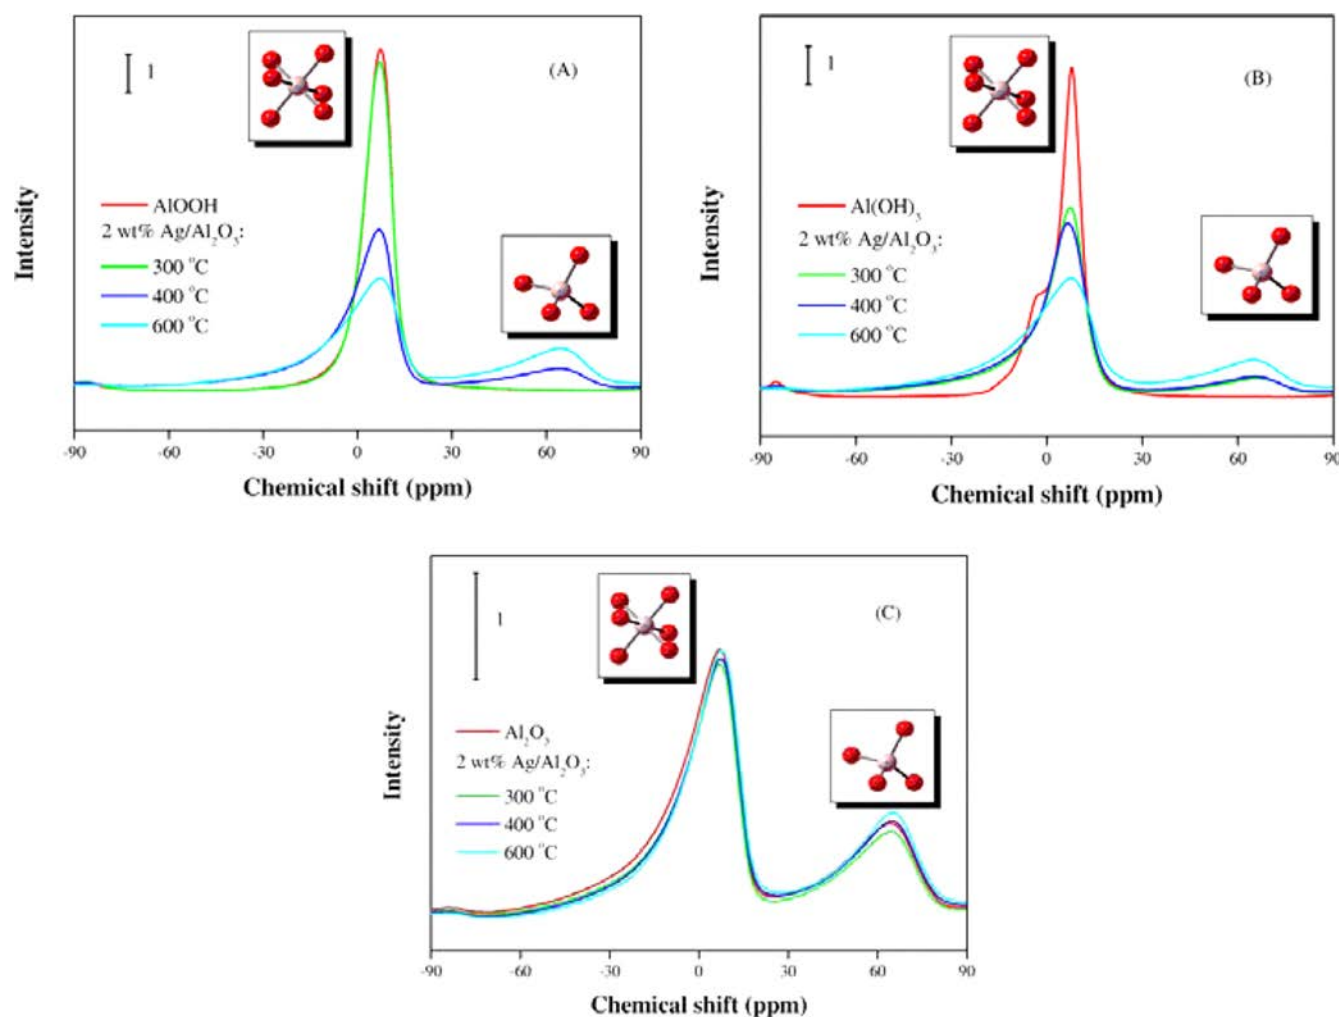 (A)
1
AlOOH
2 wt% Ag/Al₂O₃:
300 °C
400 °C
600 °C
Intensity
-90 -60 -30 0 30 60 90
Chemical shift (ppm)
(B)
1
Al(OH)₃
2 wt% Ag/Al₂O₃:
300 °C
400 °C
600 °C
Intensity
-90 -60 -30 0 30 60 90
Chemical shift (ppm)
(C)
1
Al₂O₃
2 wt% Ag/Al₂O₃:
300 °C
400 °C
600 °C
Intensity
-90 -60 -30 0 30 60 90
Chemical shift (ppm)